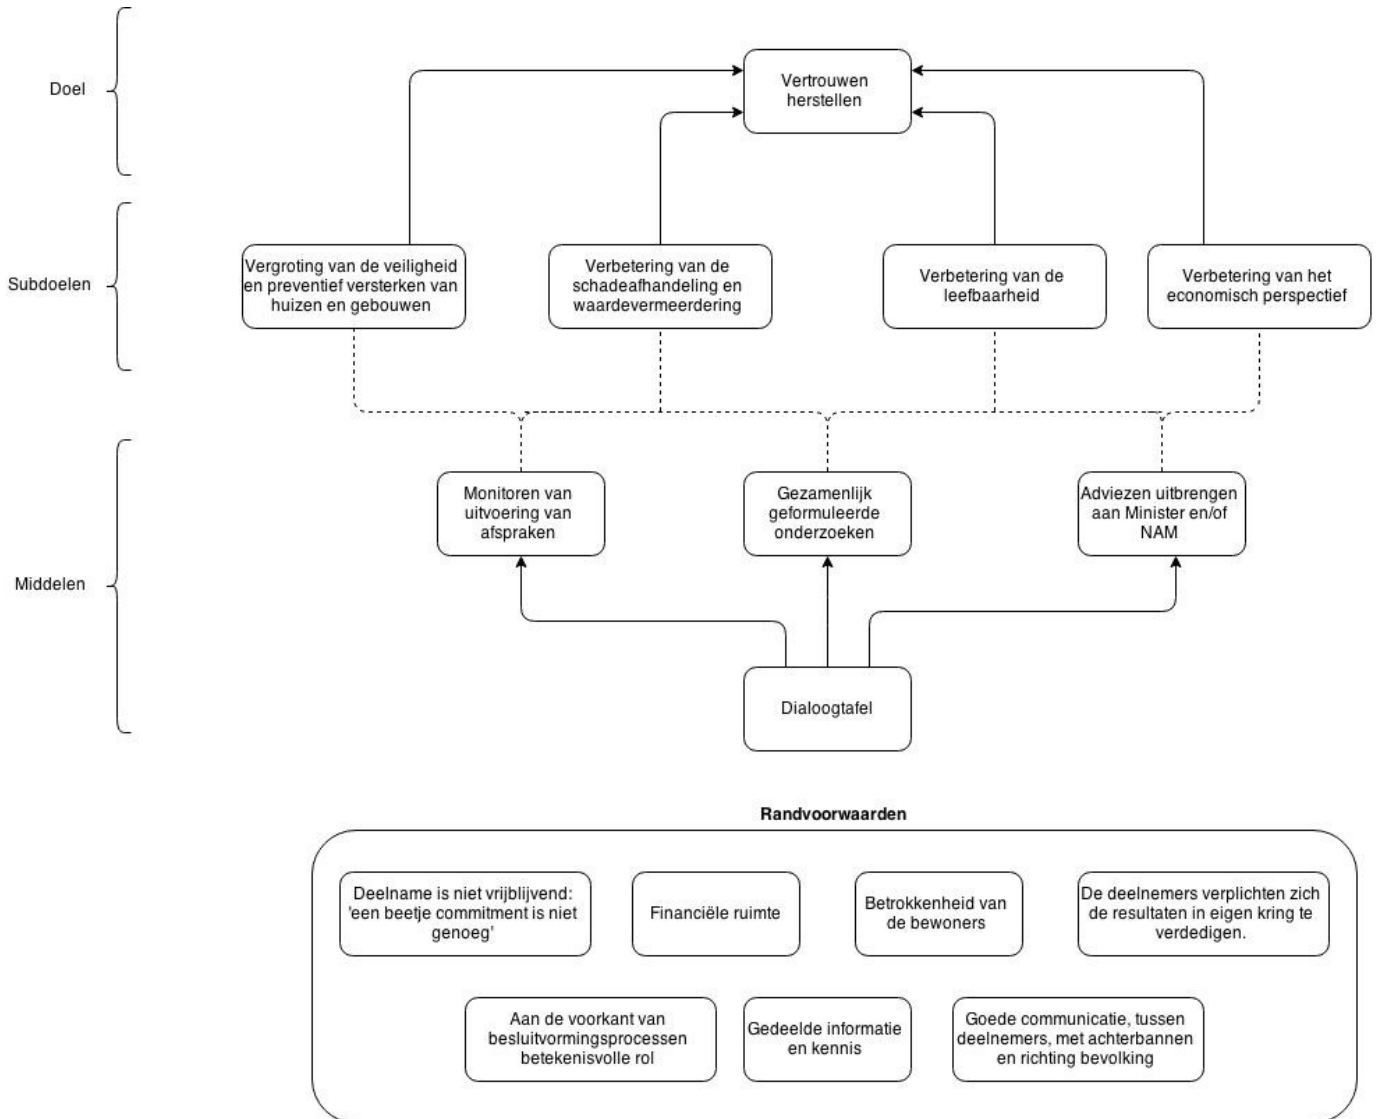 Doel
Vertrouwen
herstellen
Subdoelen
Vergroting van de veiligheid
en preventief versterken van
huizen en gebouwen
Verbetering van de
schadeafhandeling en
waardevermeerdering
Verbetering van de
leefbaarheid
Verbetering van het
economisch perspectief
Middelen
Monitoren van
uitvoering van
afspraken
Gezamenlijk
geformuleerde
onderzoeken
Adviezen uitbrengen
aan Minister en/of
NAM
Dialoogtafel
Randvoorwaarden
Deelname is niet vrijblijvend:
'een beetje commitment is niet
genoeg'
Financiële ruimte
Betrokkenheid van
de bewoners
De deelnemers verplichten zich
de resultaten in eigen kring te
verdedigen.
Aan de voorkant van
besluitvormingsprocessen
betekenisvolle rol
Gedeelde informatie
en kennis
Goede communicatie, tussen
deelnemers, met achterbannen
en richting bevolking